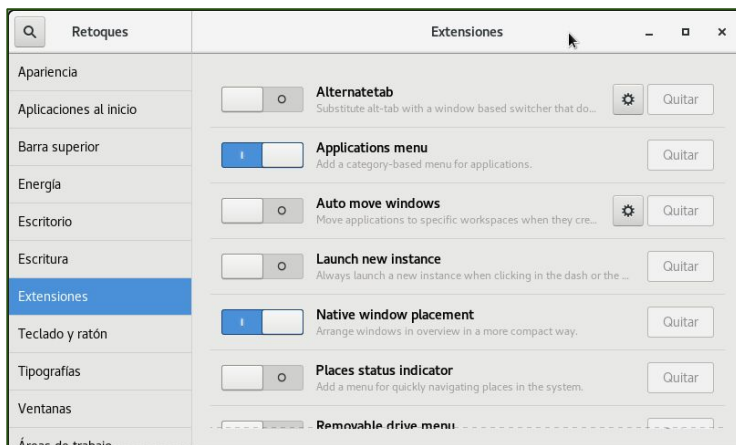 Retoques
Extensiones
Apariencia
Aplicaciones al inicio
Barra superior
Energía
Escritorio
Escritura
Extensiones
Teclado y ratón
Tipografías
Ventanas
Áreas de trabajo
Alternatetab
Substitute alt-tab with a window based switcher that do...
Quitar
Applications menu
Add a category-based menu for applications.
Quitar
Auto move windows
Move applications to specific workspaces when they cre...
Quitar
Launch new instance
Always launch a new instance when clicking in the dash or the ...
Quitar
Native window placement
Arrange windows in overview in a more compact way.
Quitar
Places status indicator
Add a menu for quickly navigating places in the system.
Quitar
Removable drive menu